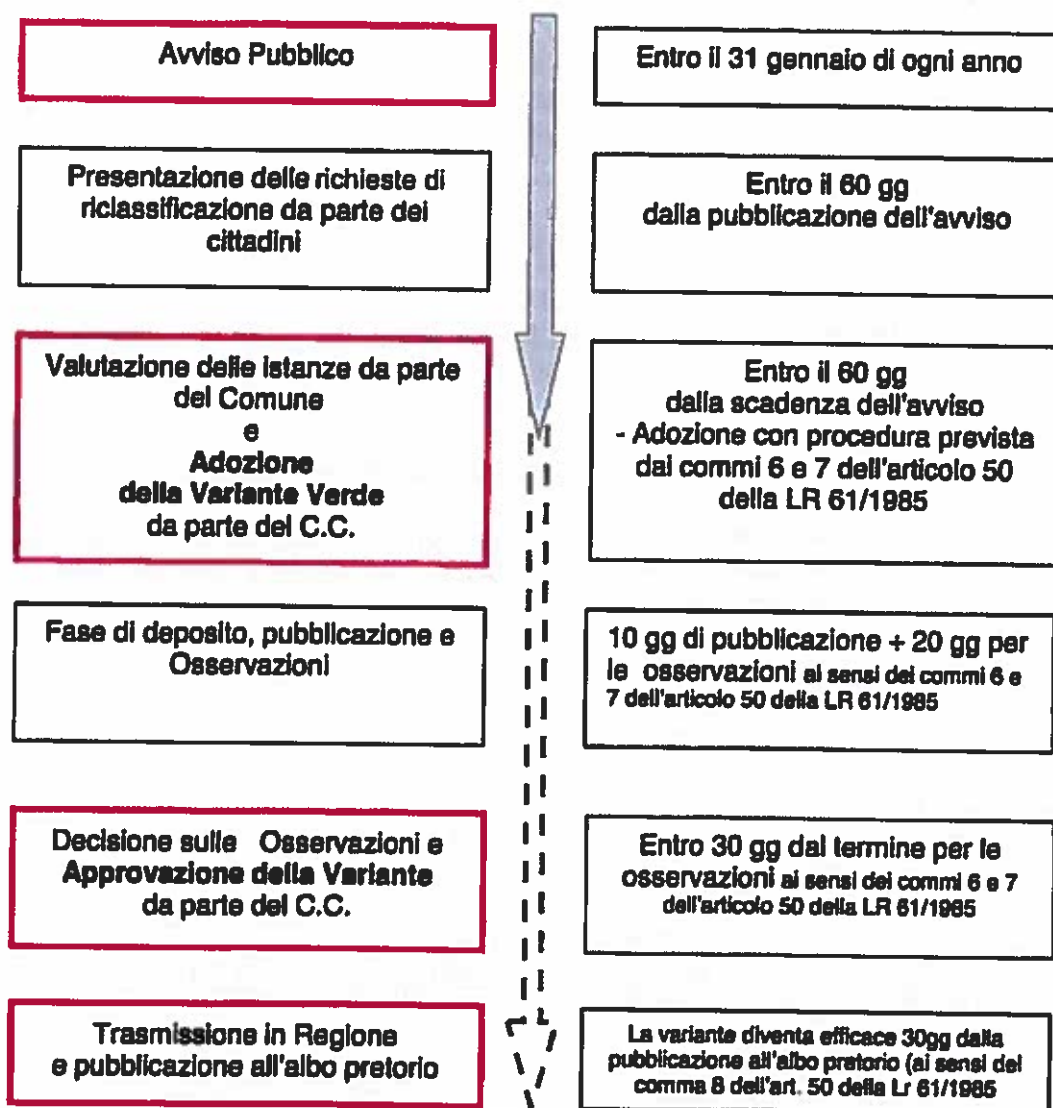 Avviso Pubblico
Entro il 31 gennaio di ogni anno
Presentazione delle richieste di
riclassificazione da parte dei
cittadini
Entro il 60 gg
dalla pubblicazione dell'avviso
Valutazione delle istanze da parte
del Comune
e
Adozione
della Variante Verde
da parte del C.C.
Entro il 60 gg
dalla scadenza dell'avviso
- Adozione con procedura prevista
dai commi 6 e 7 dell'articolo 50
della LR 61/1985
Fase di deposito, pubblicazione e
Osservazioni
10 gg di pubblicazione + 20 gg per
le osservazioni ai sensi dei commi 6 e
7 dell'articolo 50 della LR 61/1985
Decisione sulle Osservazioni e
Approvazione della Variante
da parte del C.C.
Entro 30 gg dal termine per le
osservazioni ai sensi dei commi 6 e 7
dell'articolo 50 della LR 61/1985
Trasmissione in Regione
e pubblicazione all'albo pretorio
La variante diventa efficace 30gg dalla
pubblicazione all'albo pretorio (ai sensi del
comma 8 dell'art. 50 della Lr 61/1985